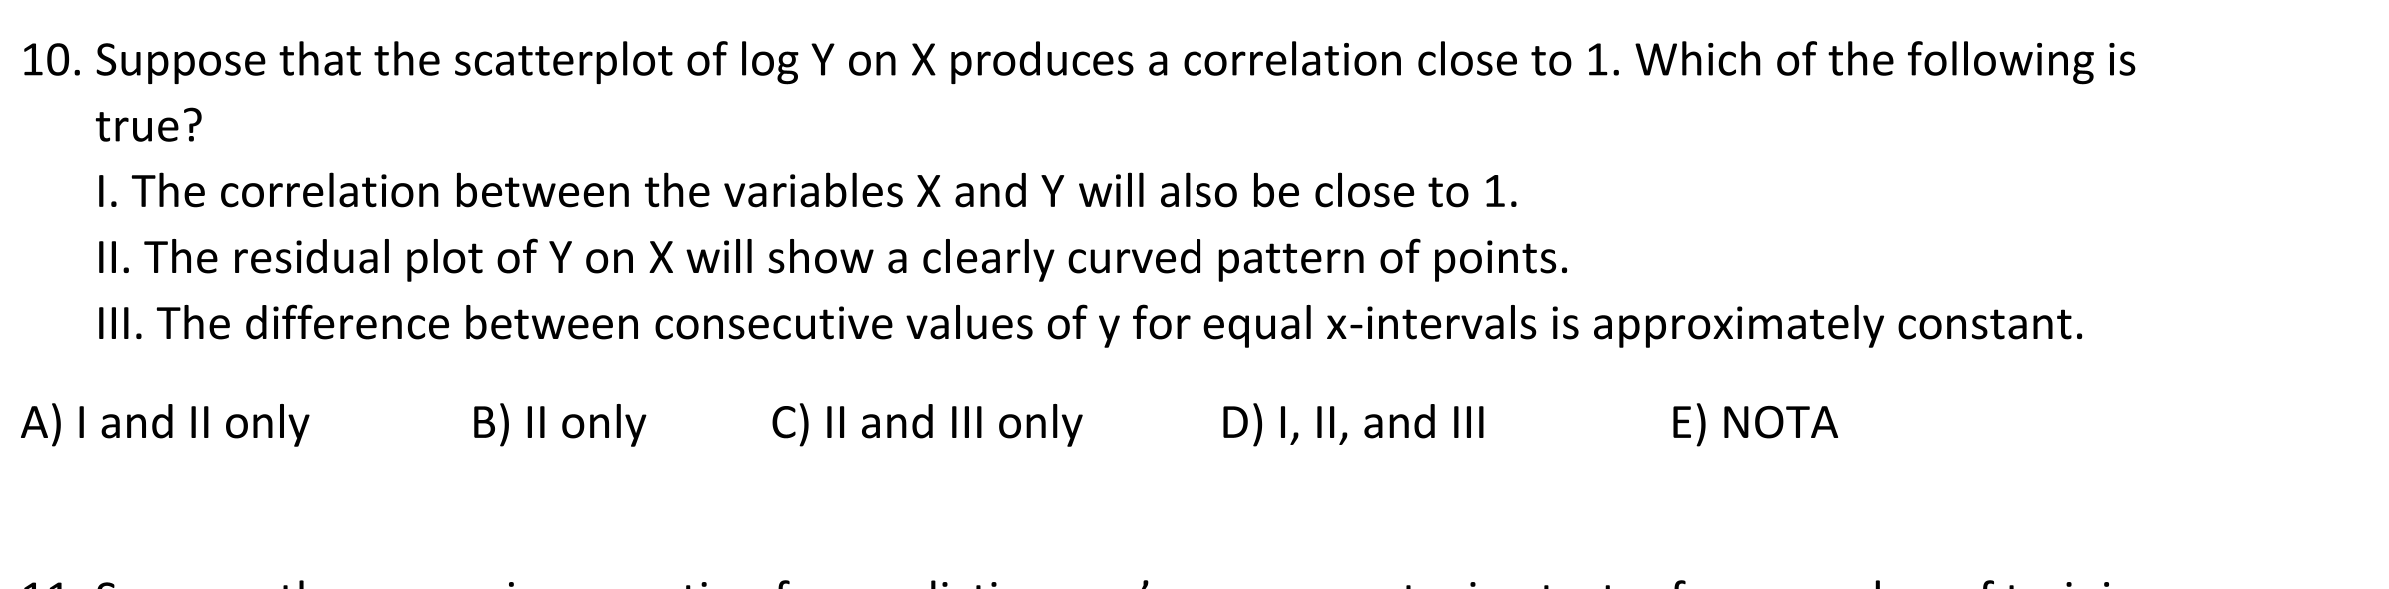 10. Suppose that the scatterplot of log Y on X produces a correlation close to 1. Which of the following is
true?
I. The correlation between the variables X and Y will also be close to 1.
II. The residual plot of Y on X will show a clearly curved pattern of points.
III. The difference between consecutive values of y for equal x-intervals is approximately constant.
A) I and II only B) II only C) II and III only D) I, II, and III E) NOTA